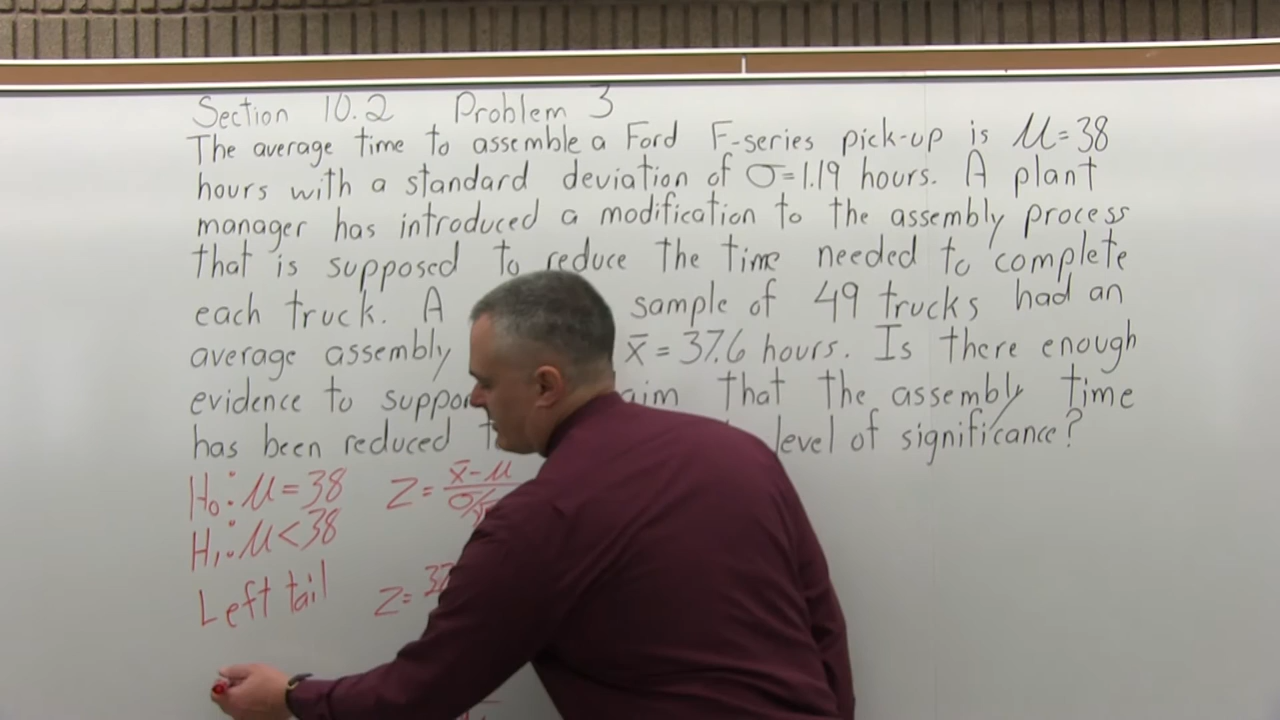 Section 10.2 Problem 3
The average time to assemble a Ford F-series pick-up is μ=38
hours with a standard deviation of σ=1.19 hours. A plant
manager has introduced a modification to the assembly process
that is supposed to reduce the time needed to complete
each truck. A sample of 49 trucks had an
average assembly x̄ = 37.6 hours. Is there enough
evidence to that the assembly time
has been reduced level of significance?
H₀: μ = 38 Z = x̄-μ
H₁: μ < 38
Left tail Z =